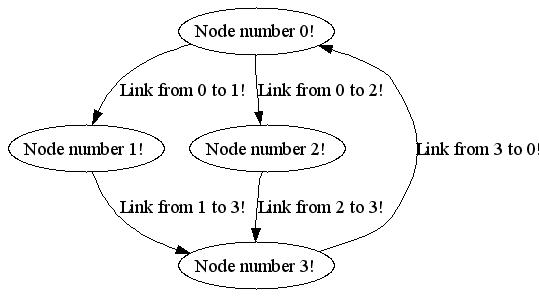 Node number 0!
Link from 0 to 1!
Link from 0 to 2!
Node number 1!
Node number 2!
Link from 3 to 0!
Link from 1 to 3!
Link from 2 to 3!
Node number 3!